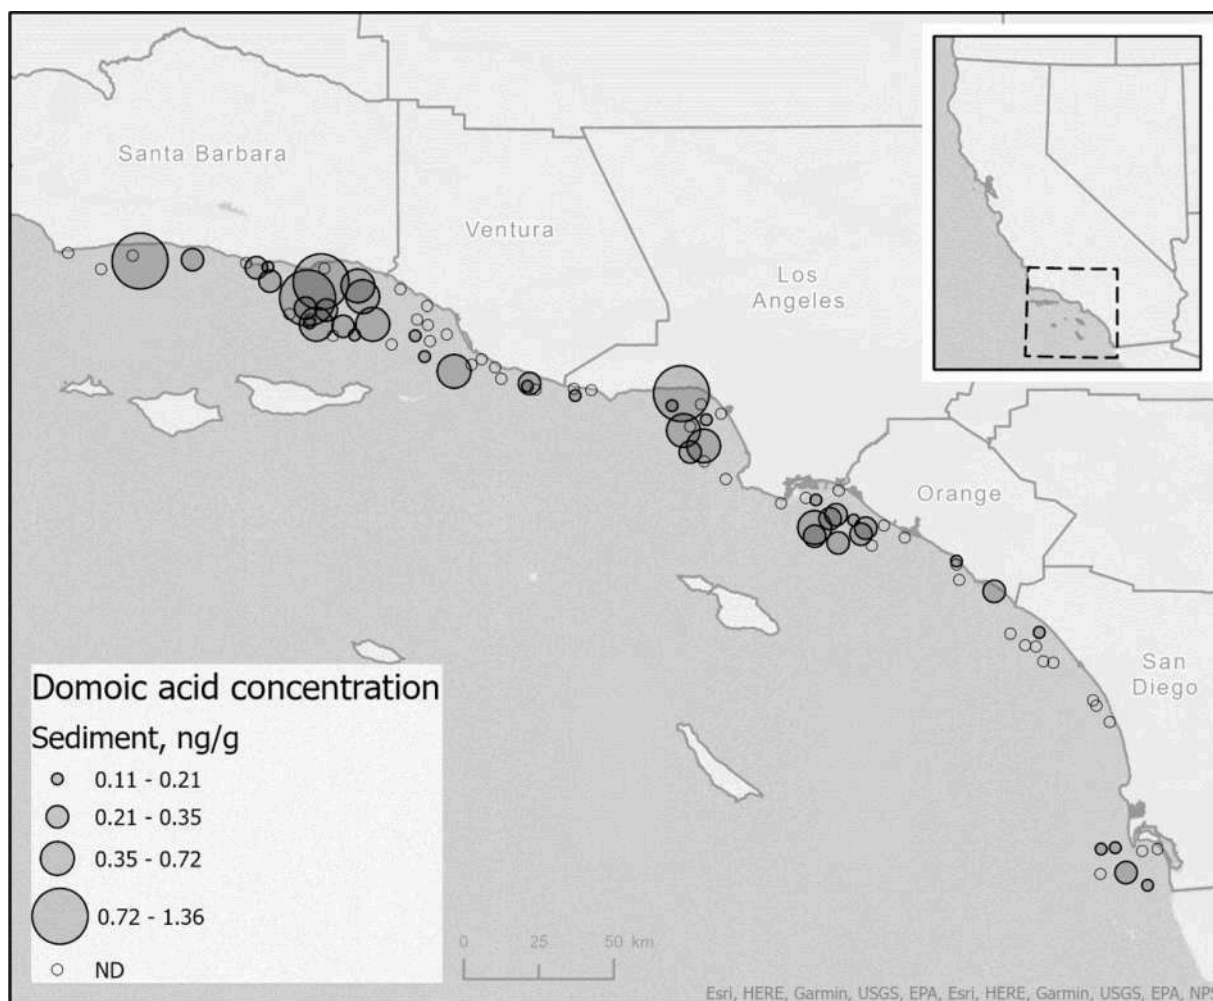 Santa Barbara
Ventura
Los
Angeles
Orange
San
Diego
Domoic acid concentration
Sediment, ng/g
0.11 - 0.21
0.21 - 0.35
0.35 - 0.72
0.72 - 1.36
ND
0 25 50 km
Esri, HERE, Garmin, USGS, EPA, Esri, HERE, Garmin, USGS, EPA, NPS